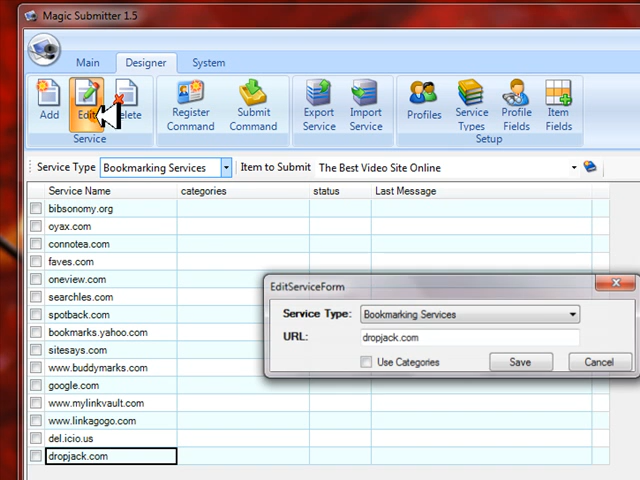 Magic Submitter 1.5
Main Designer System
Add Edit Delete Register Command Submit Command Export Service Import Service Profiles Service Types Profile Fields Item Fields
Service Setup
Service Type Bookmarking Services Item to Submit The Best Video Site Online
Service Name categories status Last Message
bibsonomy.org
oyax.com
connotea.com
faves.com
oneview.com
searchles.com
spotback.com
bookmarks.yahoo.com
sitesays.com
www.buddymarks.com
google.com
www.mylinkvault.com
www.linkagogo.com
del.icio.us
dropjack.com
EditServiceForm
Service Type: Bookmarking Services
URL: dropjack.com
Use Categories Save Cancel